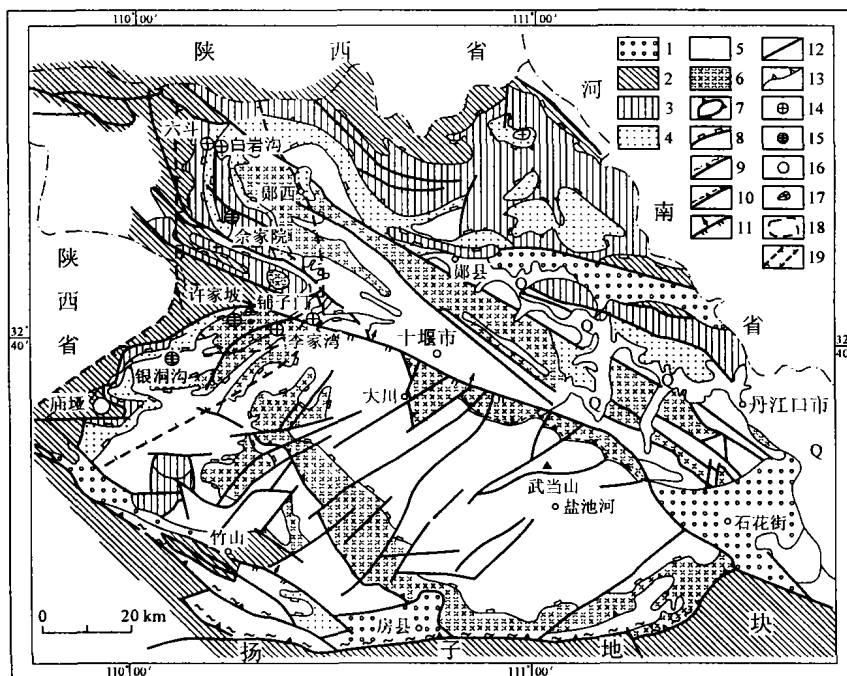 110°00′ 111°00′
陕 西 省
河
南
省
1 5 12
2 6 13
3 7 14
4 8 15
9 16
10 17
11 18
19
六斗
白岩沟
郧西
佘家院
陕
西
省
许家坡
铺子门
李家湾
郧县
Q
32°40′
32°40′
十堰市
银洞沟
大川
庙垭
Q
Q
Q
丹江口市
Q
武当山
盐池河
石花街
竹山
0 20 km
房县
扬 子 地 块
110°00′ 111°00′